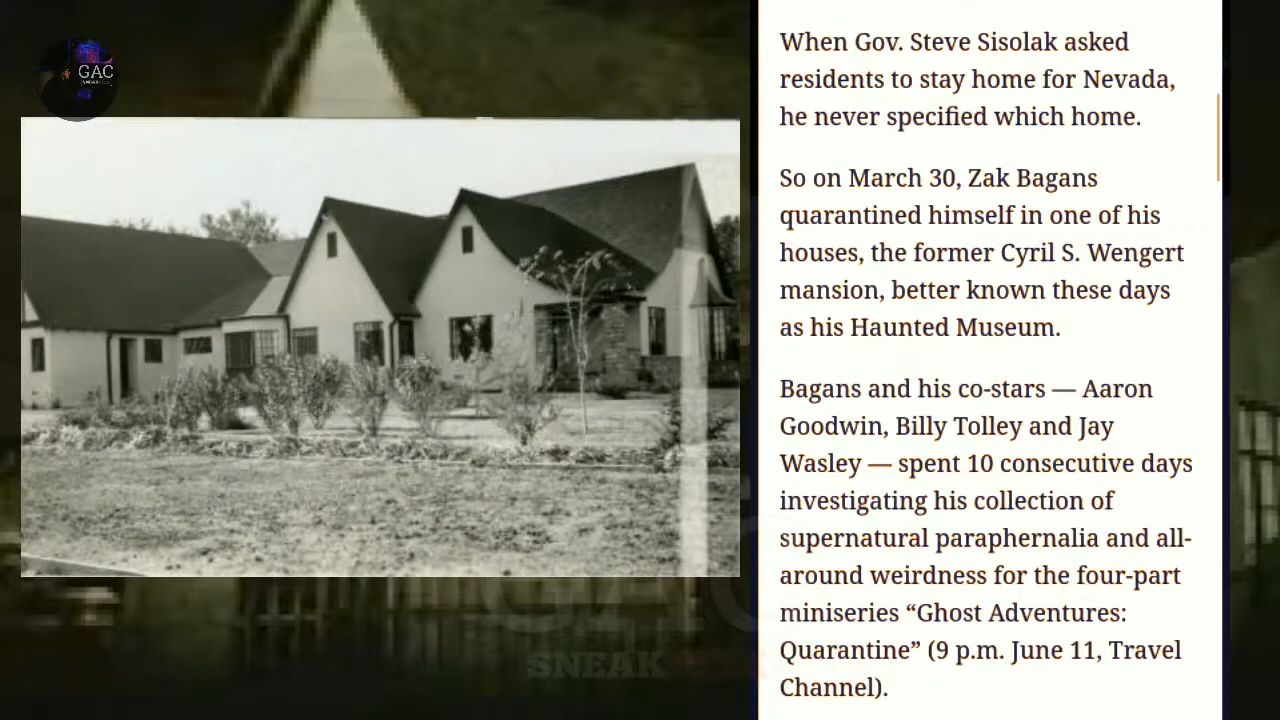 GAC
When Gov. Steve Sisolak asked
residents to stay home for Nevada,
he never specified which home.
So on March 30, Zak Bagans
quarantined himself in one of his
houses, the former Cyril S. Wengert
mansion, better known these days
as his Haunted Museum.
Bagans and his co-stars — Aaron
Goodwin, Billy Tolley and Jay
Wasley — spent 10 consecutive days
investigating his collection of
supernatural paraphernalia and all-
around weirdness for the four-part
miniseries “Ghost Adventures:
Quarantine” (9 p.m. June 11, Travel
Channel).
SNEAK